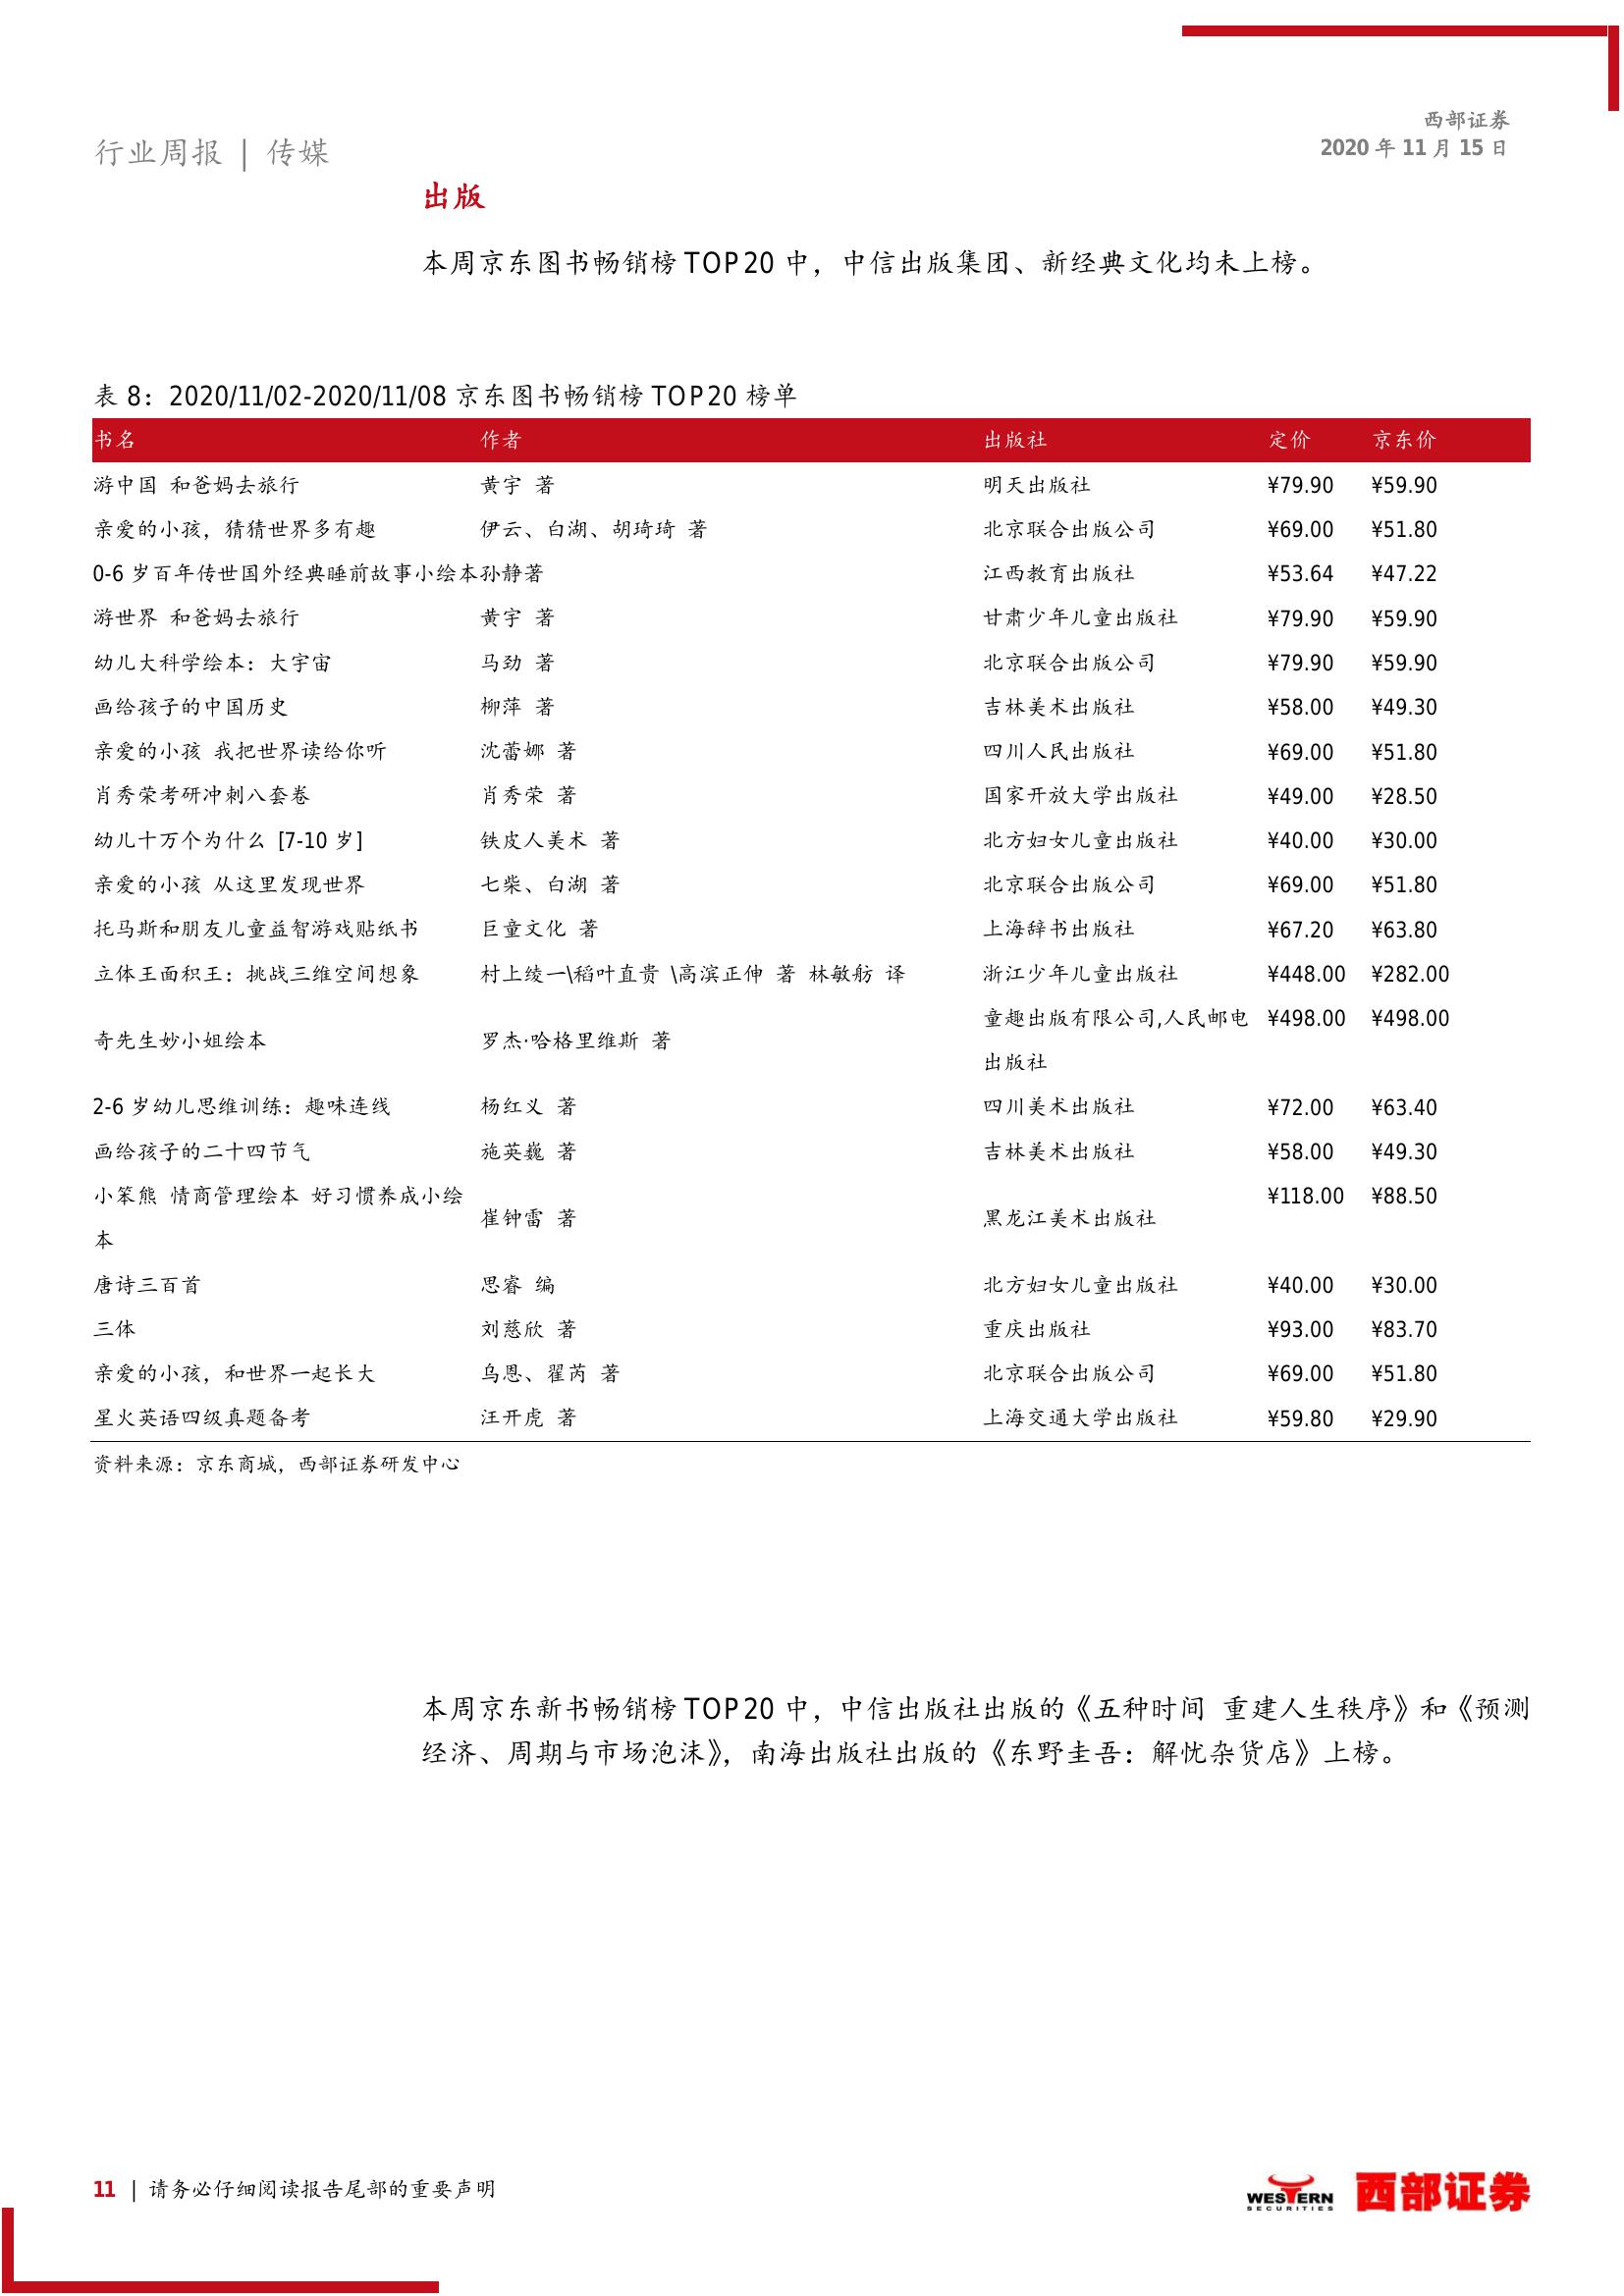 西部证券
2020 年 11 月 15 日
行业周报 | 传媒
出版
本周京东图书畅销榜 TOP20 中，中信出版集团、新经典文化均未上榜。
表 8：2020/11/02-2020/11/08 京东图书畅销榜 TOP20 榜单
书名 作者 出版社 定价 京东价
游中国 和爸妈去旅行 黄宇 著 明天出版社 ¥79.90 ¥59.90
亲爱的小孩，猜猜世界多有趣 伊云、白湖、胡琦琦 著 北京联合出版公司 ¥69.00 ¥51.80
0-6 岁百年传世国外经典睡前故事小绘本 孙静著 江西教育出版社 ¥53.64 ¥47.22
游世界 和爸妈去旅行 黄宇 著 甘肃少年儿童出版社 ¥79.90 ¥59.90
幼儿大科学绘本：大宇宙 马劲 著 北京联合出版公司 ¥79.90 ¥59.90
画给孩子的中国历史 柳萍 著 吉林美术出版社 ¥58.00 ¥49.30
亲爱的小孩 我把世界读给你听 沈蕾娜 著 四川人民出版社 ¥69.00 ¥51.80
肖秀荣考研冲刺八套卷 肖秀荣 著 国家开放大学出版社 ¥49.00 ¥28.50
幼儿十万个为什么 [7-10 岁] 铁皮人美术 著 北方妇女儿童出版社 ¥40.00 ¥30.00
亲爱的小孩 从这里发现世界 七柴、白湖 著 北京联合出版公司 ¥69.00 ¥51.80
托马斯和朋友儿童益智游戏贴纸书 巨童文化 著 上海辞书出版社 ¥67.20 ¥63.80
立体王面积王：挑战三维空间想象 村上绫一\稻叶直贵 \高滨正伸 著 林敏舫 译 浙江少年儿童出版社 ¥448.00 ¥282.00
奇先生妙小姐绘本 罗杰·哈格里维斯 著 童趣出版有限公司,人民邮电 ¥498.00 ¥498.00
出版社
2-6 岁幼儿思维训练：趣味连线 杨红义 著 四川美术出版社 ¥72.00 ¥63.40
画给孩子的二十四节气 施英巍 著 吉林美术出版社 ¥58.00 ¥49.30
小笨熊 情商管理绘本 好习惯养成小绘 崔钟雷 著 黑龙江美术出版社 ¥118.00 ¥88.50
本
唐诗三百首 思睿 编 北方妇女儿童出版社 ¥40.00 ¥30.00
三体 刘慈欣 著 重庆出版社 ¥93.00 ¥83.70
亲爱的小孩，和世界一起长大 乌恩、翟芮 著 北京联合出版公司 ¥69.00 ¥51.80
星火英语四级真题备考 汪开虎 著 上海交通大学出版社 ¥59.80 ¥29.90
资料来源：京东商城，西部证券研发中心
本周京东新书畅销榜 TOP20 中，中信出版社出版的《五种时间 重建人生秩序》和《预测
经济、周期与市场泡沫》，南海出版社出版的《东野圭吾：解忧杂货店》上榜。
11 | 请务必仔细阅读报告尾部的重要声明
WESTERN
SECURITIES
西部证券